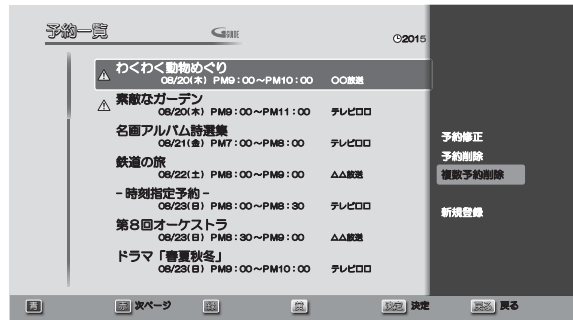 予約一覧
G GUIDE
©2015
わくわく動物めぐり
08/20(木) PM9:00~PM10:00 〇〇放送
素敵なガーデン
08/20(木) PM9:00~PM11:00 テレビ□□
名画アルバム詩選集
08/21(金) PM7:00~PM8:00 テレビ□□
鉄道の旅
08/22(土) PM8:00~PM9:00 △△放送
-時刻指定予約-
08/23(日) PM8:00~PM8:30 テレビ□□
第8回オーケストラ
08/23(日) PM8:30~PM9:00 △△放送
ドラマ「春夏秋冬」
08/23(日) PM9:00~PM10:00 テレビ□□
予約修正
予約削除
複数予約削除
新規登録
青 赤 次ページ 緑 黄 決定 決定 戻る 戻る